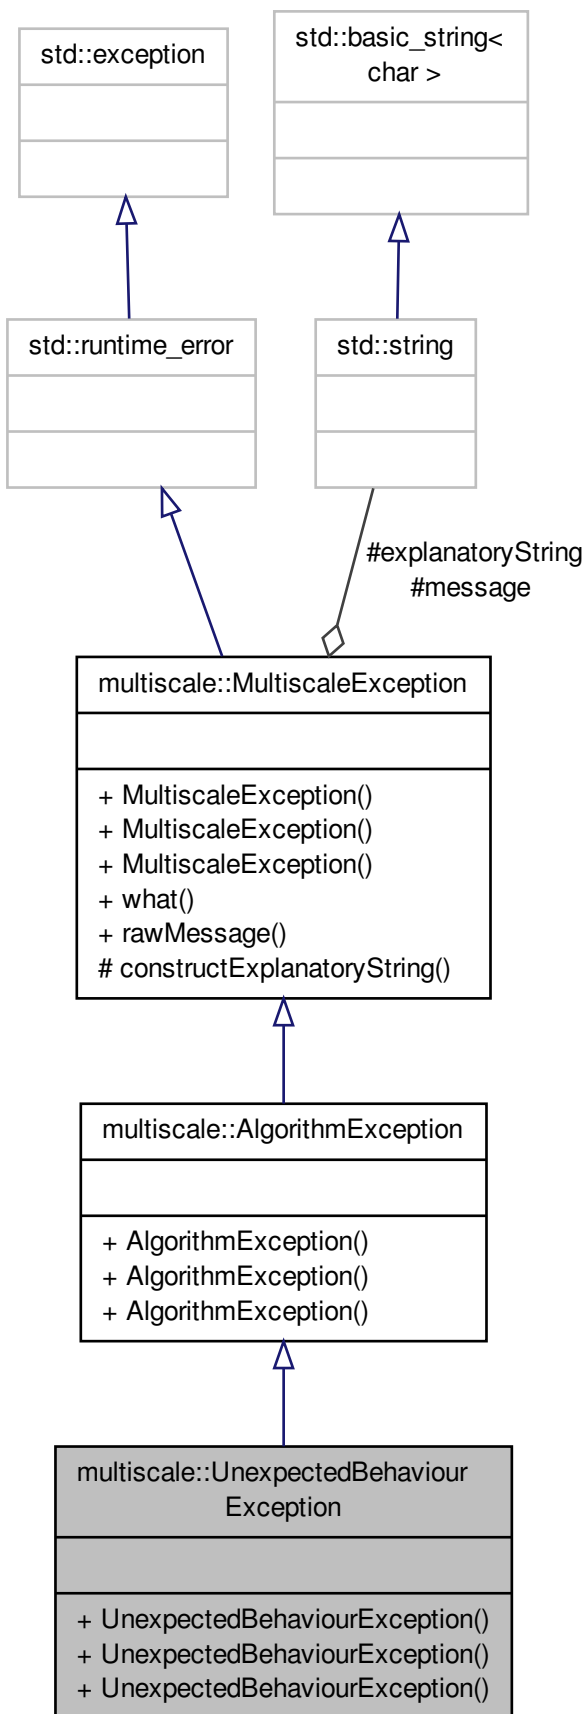 std::exception
std::basic_string<
char >
std::runtime_error
std::string
#explanatoryString
#message
multiscale::MultiscaleException
+ MultiscaleException()
+ MultiscaleException()
+ MultiscaleException()
+ what()
+ rawMessage()
# constructExplanatoryString()
multiscale::AlgorithmException
+ AlgorithmException()
+ AlgorithmException()
+ AlgorithmException()
multiscale::UnexpectedBehaviour
Exception
+ UnexpectedBehaviourException()
+ UnexpectedBehaviourException()
+ UnexpectedBehaviourException()